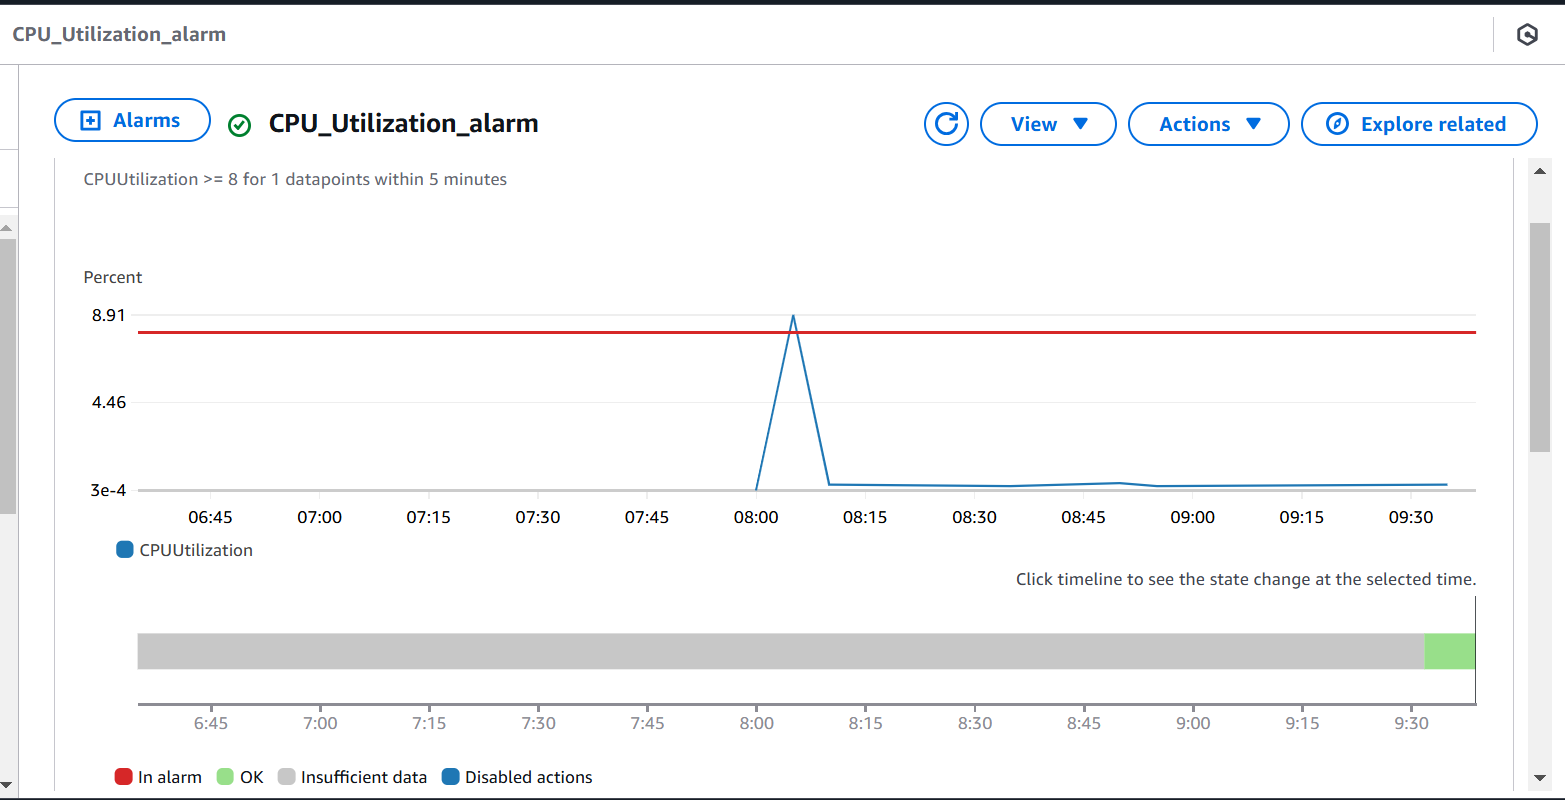 CPU_Utilization_alarm
Alarms
CPU_Utilization_alarm
View
Actions
Explore related
CPUUtilization >= 8 for 1 datapoints within 5 minutes
Percent
8.91
4.46
3e-4
06:45 07:00 07:15 07:30 07:45 08:00 08:15 08:30 08:45 09:00 09:15 09:30
CPUUtilization
Click timeline to see the state change at the selected time.
6:45 7:00 7:15 7:30 7:45 8:00 8:15 8:30 8:45 9:00 9:15 9:30
In alarm OK Insufficient data Disabled actions